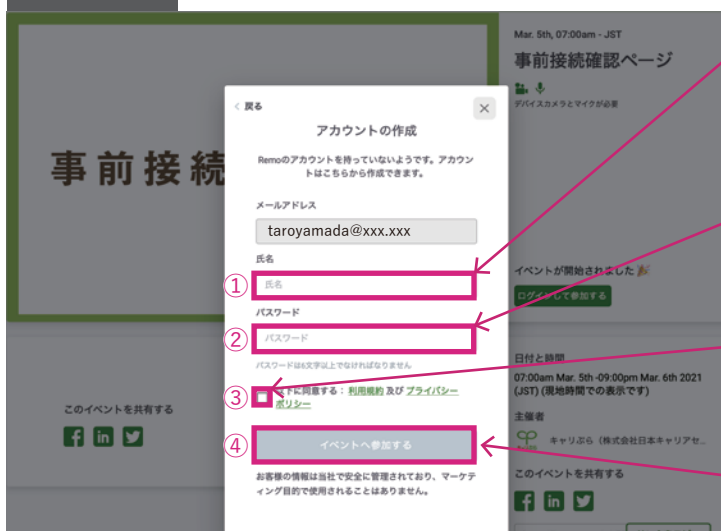 Mar. 5th, 07:00am - JST
事前接続確認ページ
デバイスカメラとマイクが必要
事前接続
イベントが開始されました
ログインして参加する
日付と時間
07:00am Mar. 5th -09:00pm Mar. 6th 2021
(JST) (現地時間での表示です)
主催者
キャリぷら（株式会社日本キャリアセ...
このイベントを共有する
このイベントを共有する
< 戻る
×
アカウントの作成
Remoのアカウントを持っていないようです。アカウン
トはこちらから作成できます。
メールアドレス
taroyamada@xxx.xxx
氏名
① 氏名
パスワード
② パスワード
パスワードは6文字以上でなければなりません
③ 以下に同意する : 利用規約 及び プライバシー
ポリシー
④ イベントへ参加する
お客様の情報は当社で安全に管理されており、マーケテ
ィング目的で使用されることはありません。